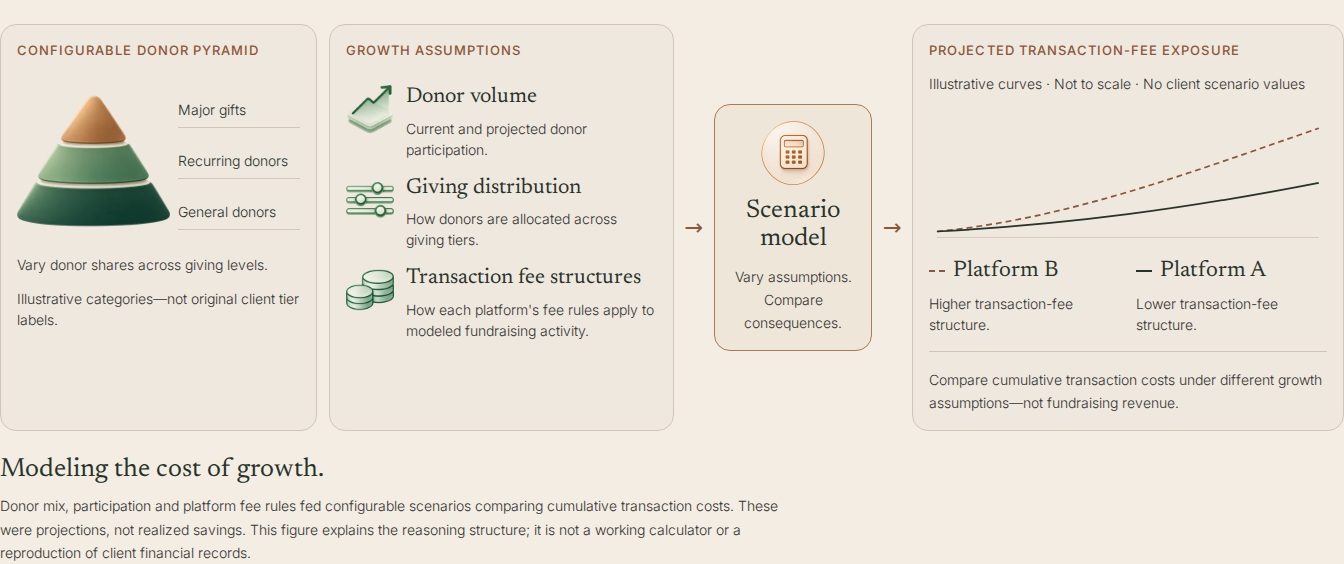 CONFIGURABLE DONOR PYRAMID
Major gifts
Recurring donors
General donors
Vary donor shares across giving levels.
Illustrative categories—not original client tier
labels.
GROWTH ASSUMPTIONS
Donor volume
Current and projected donor
participation.
Giving distribution
How donors are allocated across
giving tiers.
Transaction fee structures
How each platform's fee rules apply to
modeled fundraising activity.
→
Scenario
model
Vary assumptions.
Compare
consequences.
→
PROJECTED TRANSACTION-FEE EXPOSURE
Illustrative curves · Not to scale · No client scenario values
Platform B
Higher transaction-fee
structure.
Platform A
Lower transaction-fee
structure.
Compare cumulative transaction costs under different growth
assumptions—not fundraising revenue.
Modeling the cost of growth.
Donor mix, participation and platform fee rules fed configurable scenarios comparing cumulative transaction costs. These
were projections, not realized savings. This figure explains the reasoning structure; it is not a working calculator or a
reproduction of client financial records.